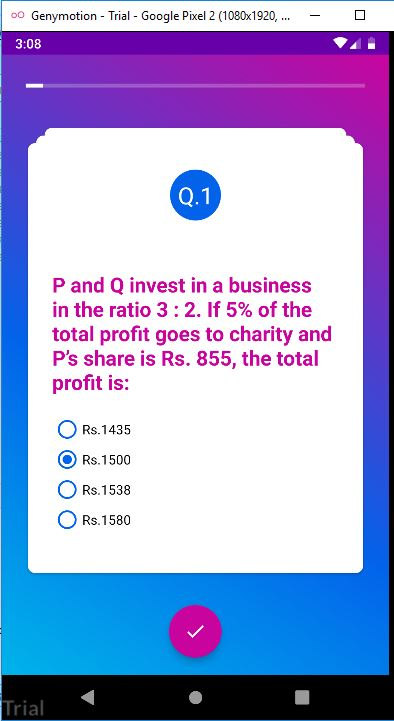 Genymotion - Trial - Google Pixel 2 (1080x1920, ...
3:08
Q.1
P and Q invest in a business
in the ratio 3 : 2. If 5% of the
total profit goes to charity and
P's share is Rs. 855, the total
profit is:
Rs.1435
Rs.1500
Rs.1538
Rs.1580
Trial